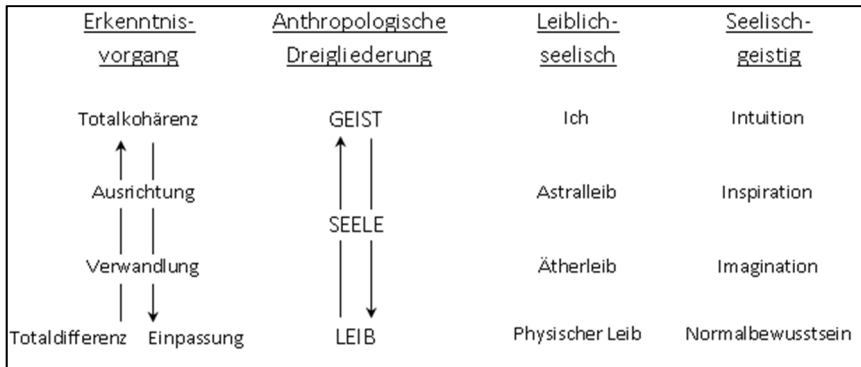 Erkenntnis- Anthropologische Leiblich- Seelisch-
vorgang Dreigliederung seelisch geistig
Totalkohärenz GEIST Ich Intuition
Ausrichtung Astralleib Inspiration
SEELE
Verwandlung Ätherleib Imagination
Totaldifferenz Einpassung LEIB Physischer Leib Normalbewusstsein